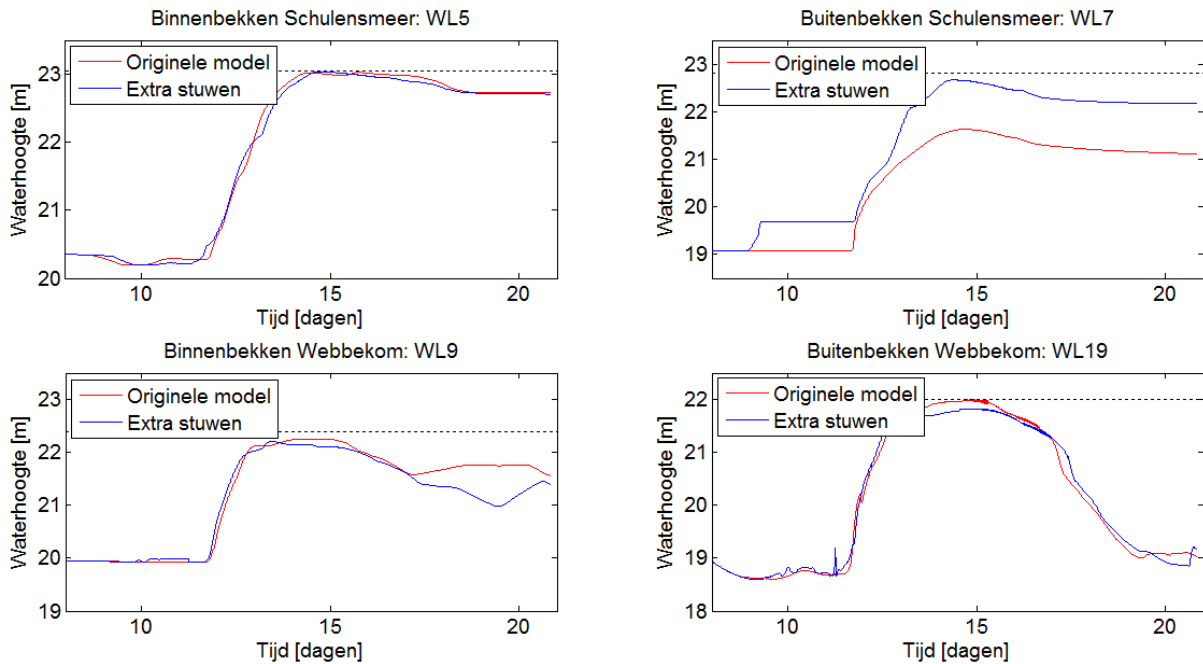 Binnenbekken Schulensmeer: WL5
Originele model
Extra stuwen
Waterhoogte [m]
23
22
21
20
10
15
20
Tijd [dagen]
Buitenbekken Schulensmeer: WL7
Originele model
Extra stuwen
Waterhoogte [m]
23
22
21
20
19
10
15
20
Tijd [dagen]
Binnenbekken Webbekom: WL9
Originele model
Extra stuwen
Waterhoogte [m]
23
22
21
20
19
10
15
20
Tijd [dagen]
Buitenbekken Webbekom: WL19
Originele model
Extra stuwen
Waterhoogte [m]
22
21
20
19
18
10
15
20
Tijd [dagen]